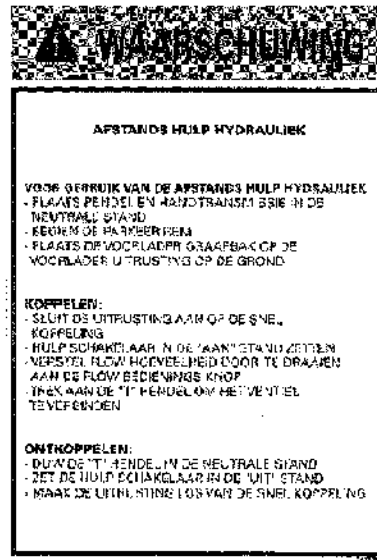 WAARSCHUWING
AFSTANDS HULP HYDRAULIEK
VOOR GEBRUIK VAN DE AFSTANDS HULP HYDRAULIEK
- PLAATS PENDEL EN HANDTRANSMISSIE IN DE
NEUTRALE STAND
- BEDIEN DE PARKEERREM
- PLAATS DE VOORLADER GRAAFBAK OF DE
VOORLADER UITRUSTING OP DE GROND
KOPPELEN:
- SLUIT DE UITRUSTING AAN OP DE SNEL
KOPPELING
- HULP SCHAKELAAR IN DE "AAN" STAND ZETTEN
- VERSTEL FLOW HOEVEELHEID DOOR TE DRAAIEN
AAN DE FLOW BEDIENINGS KNOP
- TREK AAN DE "T" HENDEL OM HET VENTIEL
TE VERBINDEN
ONTKOPPELEN:
- DUW DE "T" HENDEL IN DE NEUTRALE STAND
- ZET DE HULP SCHAKELAAR IN DE "UIT" STAND
- MAAK DE UITRUSTING LOS VAN DE SNEL KOPPELING